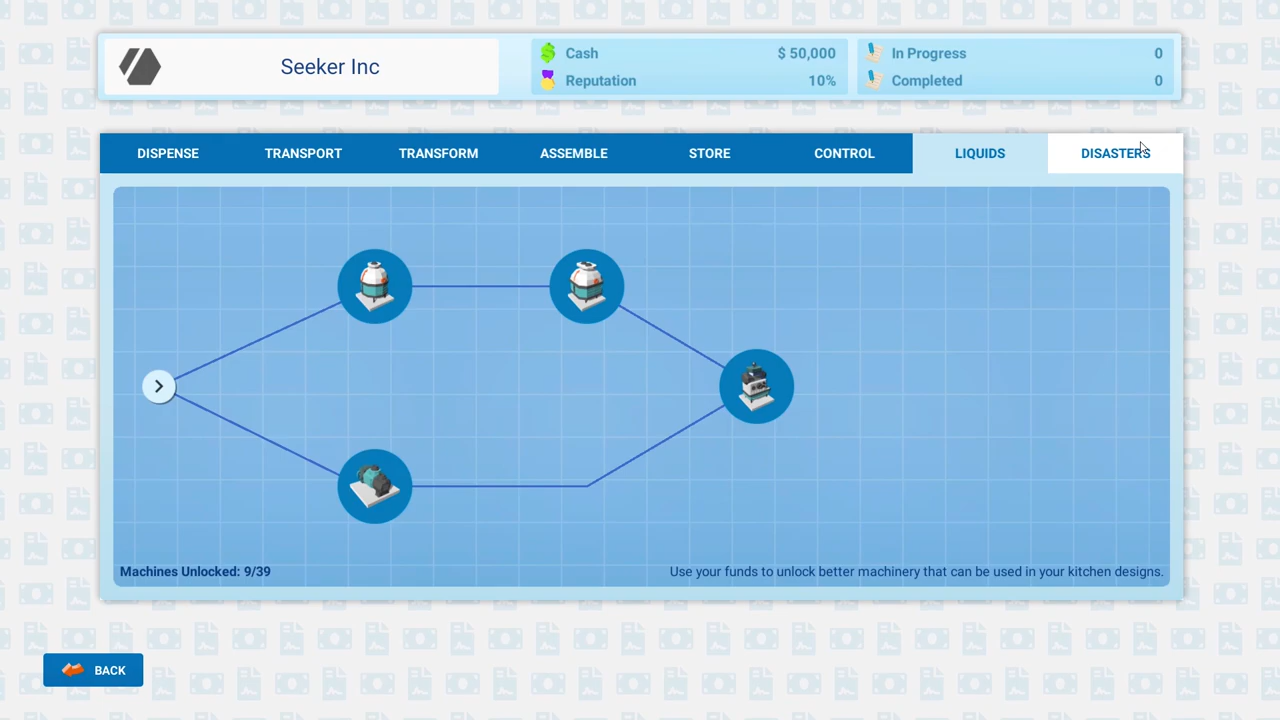 Seeker Inc
Cash $ 50,000
Reputation 10%
In Progress 0
Completed 0
DISPENSE TRANSPORT TRANSFORM ASSEMBLE STORE CONTROL LIQUIDS DISASTERS
Machines Unlocked: 9/39
Use your funds to unlock better machinery that can be used in your kitchen designs.
BACK